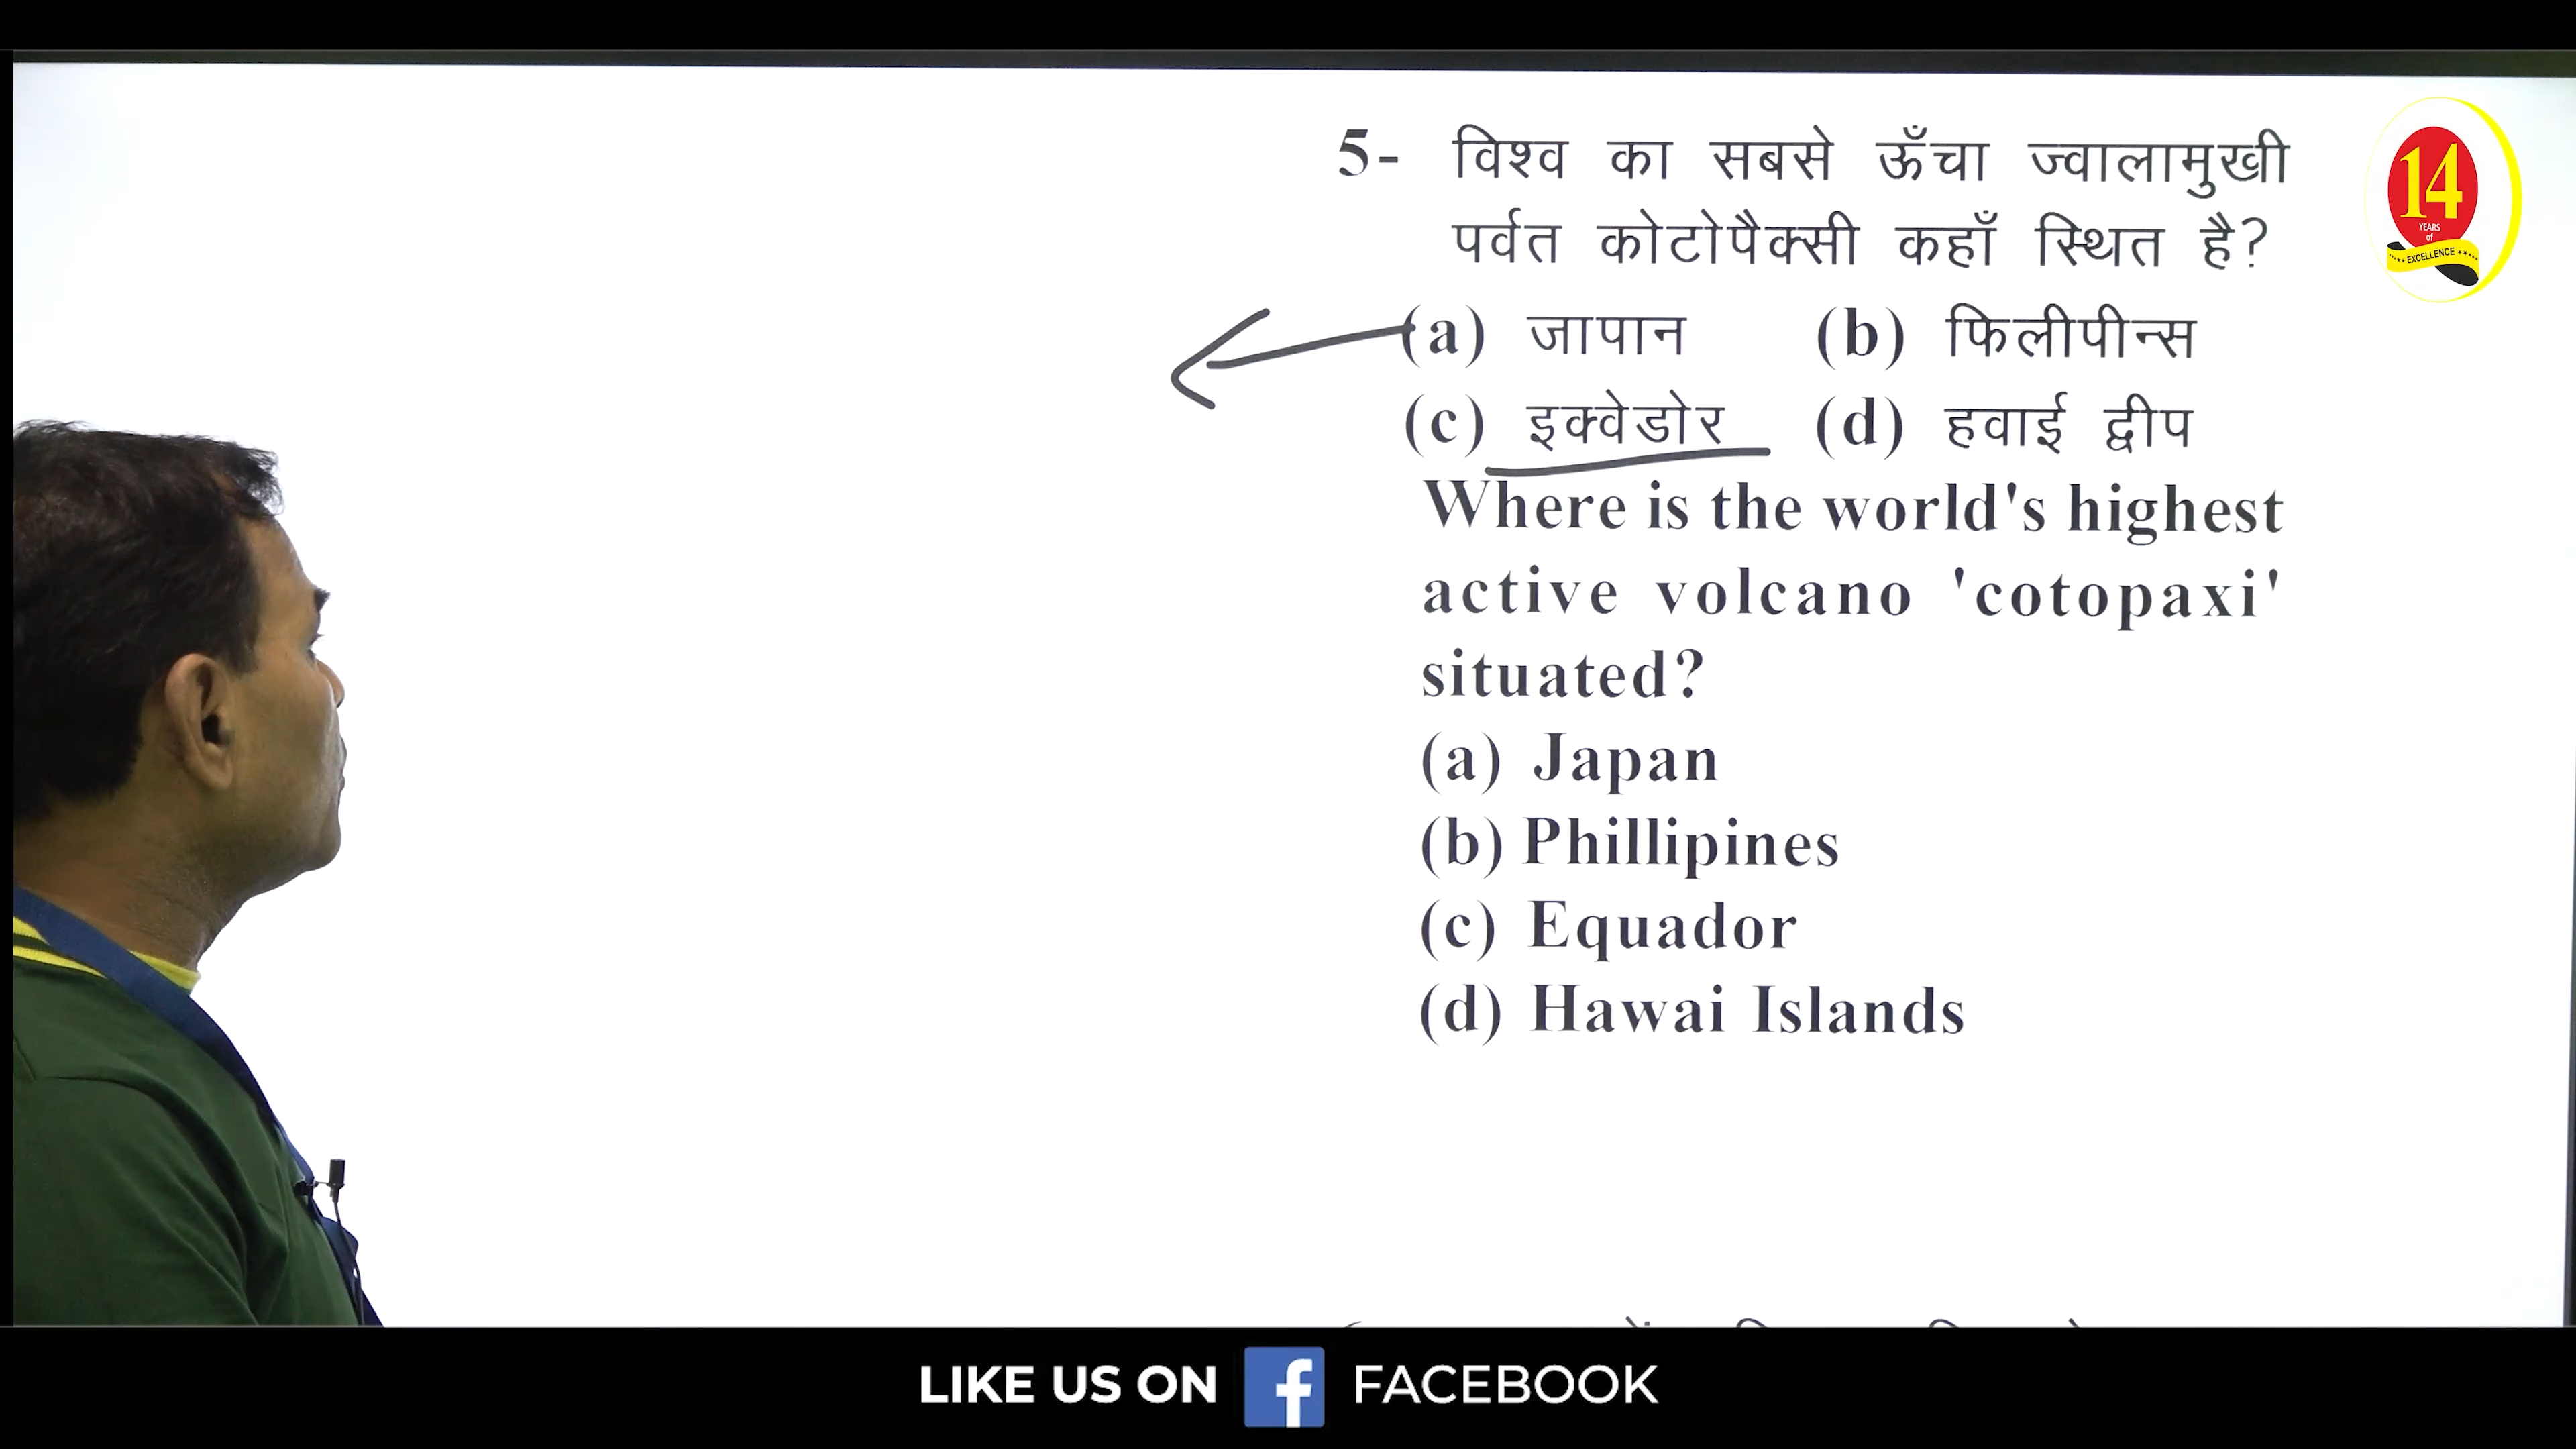 5- विश्व का सबसे ऊँचा ज्वालामुखी
पर्वत कोटोपैक्सी कहाँ स्थित है?
(a) जापान (b) फिलीपीन्स
(c) इक्वेडोर (d) हवाई द्वीप
Where is the world's highest
active volcano 'cotopaxi'
situated?
(a) Japan
(b) Phillipines
(c) Equador
(d) Hawai Islands
14
YEARS
of
EXCELLENCE
LIKE US ON f FACEBOOK